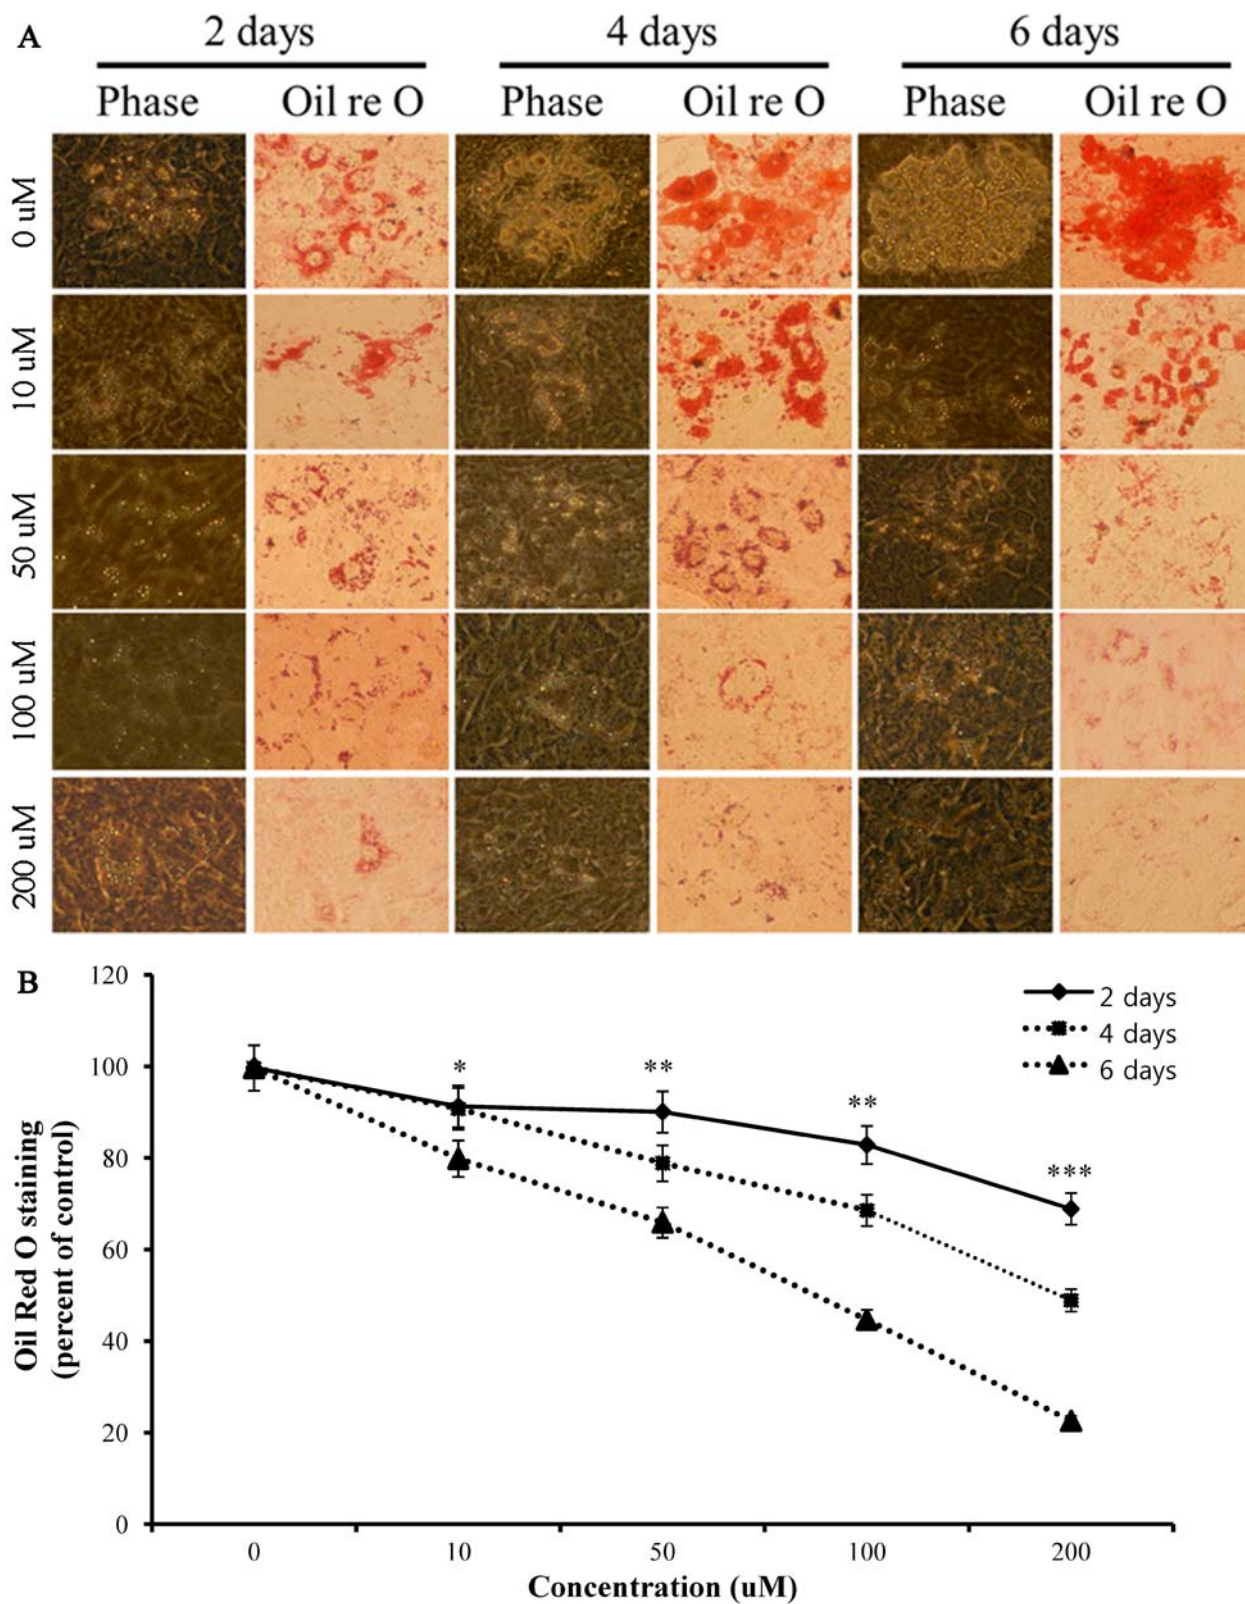 A
2 days 4 days 6 days
Phase Oil re O Phase Oil re O Phase Oil re O
0 uM
10 uM
50 uM
100 uM
200 uM
B
120
100
80
60
40
20
0
Oil Red O staining
(percent of control)
2 days
4 days
6 days
*
**
**
***
0 10 50 100 200
Concentration (uM)